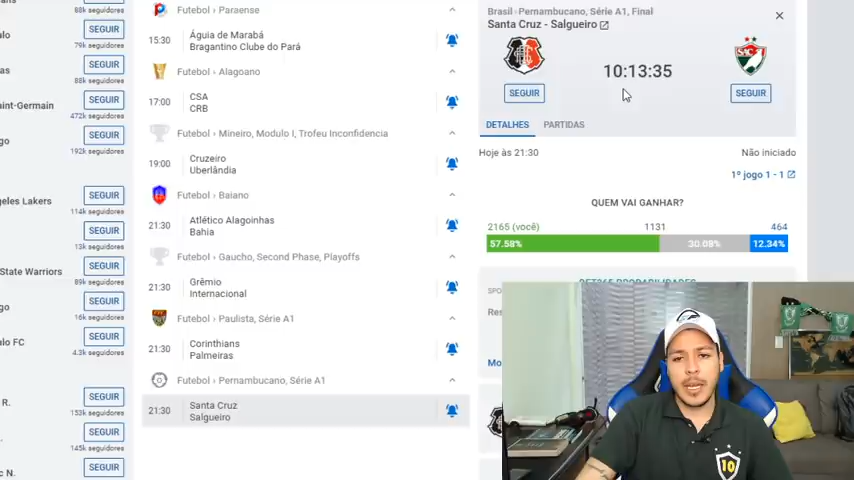 88k seguidores
SEGUIR
79k seguidores
SEGUIR
88k seguidores
aint-Germain
SEGUIR
472k seguidores
go
SEGUIR
192k seguidores
geles Lakers
SEGUIR
114k seguidores
SEGUIR
13k seguidores
State Warriors
SEGUIR
89k seguidores
go
SEGUIR
16k seguidores
lo FC
SEGUIR
4.3k seguidores
R.
SEGUIR
153k seguidores
SEGUIR
145k seguidores
c N.
SEGUIR
Futebol › Paraense
15:30
Águia de Marabá
Bragantino Clube do Pará
Futebol › Alagoano
17:00
CSA
CRB
Futebol › Mineiro, Modulo I, Trofeu Inconfidencia
19:00
Cruzeiro
Uberlândia
Futebol › Baiano
21:30
Atlético Alagoinhas
Bahia
Futebol › Gaucho, Second Phase, Playoffs
21:30
Grêmio
Internacional
Futebol › Paulista, Série A1
21:30
Corinthians
Palmeiras
Futebol › Pernambucano, Série A1
21:30
Santa Cruz
Salgueiro
Brasil › Pernambucano, Série A1, Final
Santa Cruz - Salgueiro
10:13:35
SEGUIR
SEGUIR
DETALHES PARTIDAS
Hoje às 21:30 Não iniciado
1º jogo 1 - 1
QUEM VAI GANHAR?
2165 (você) 1131 464
57.58% 30.08% 12.34%
10